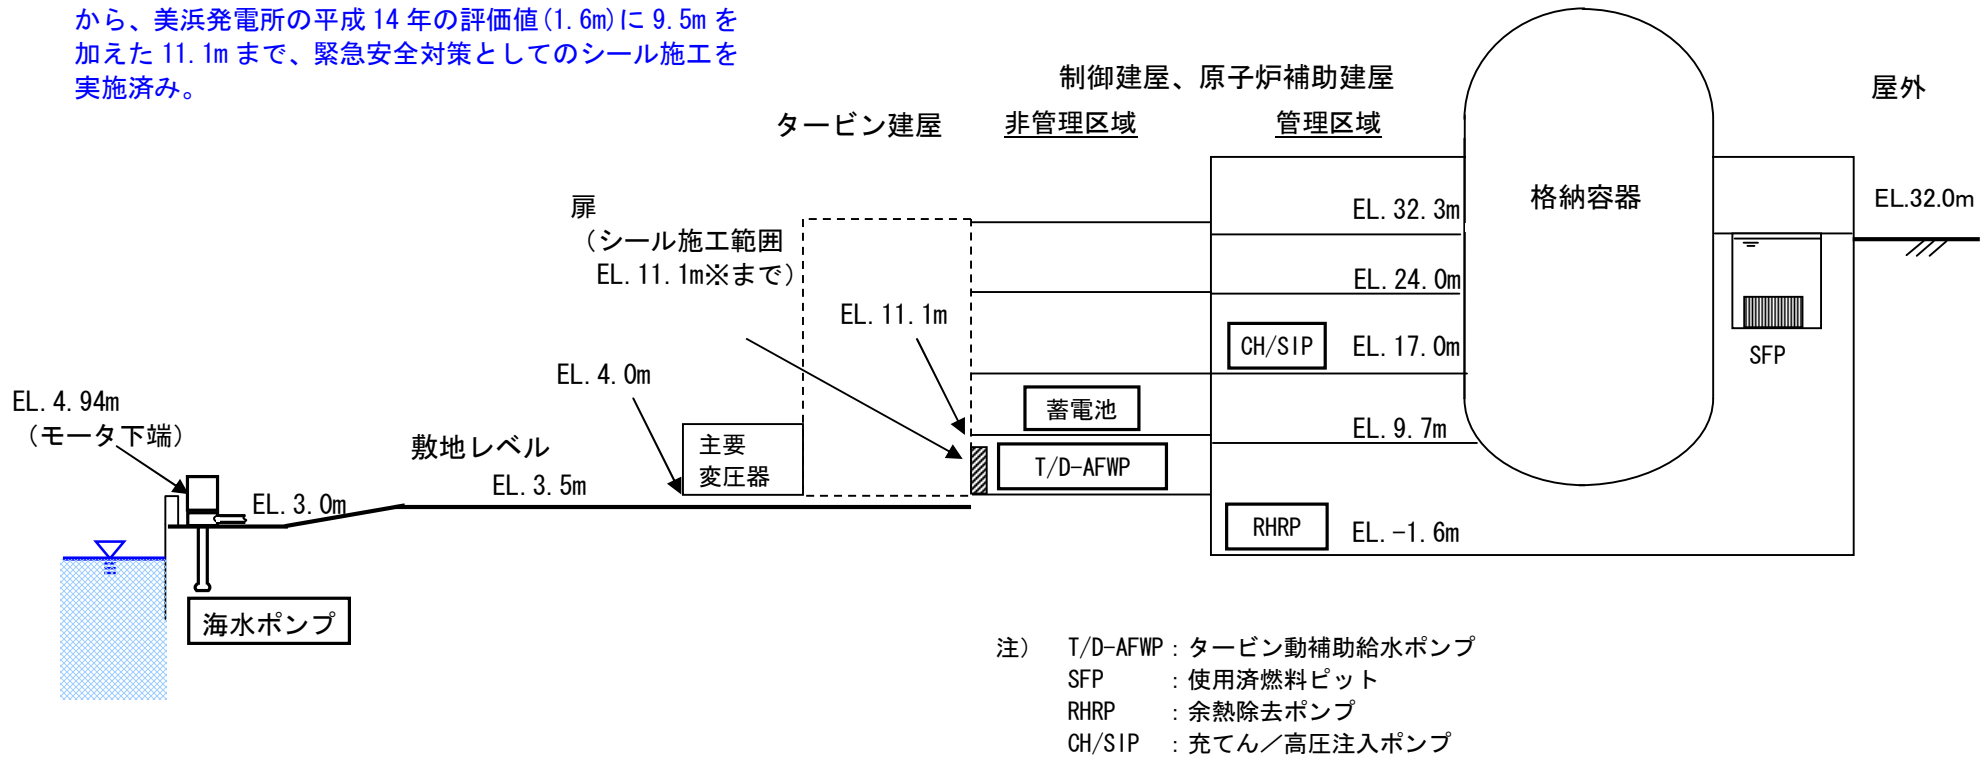 から、美浜発電所の平成 14 年の評価値(1.6m)に 9.5m を
加えた 11.1m まで、緊急安全対策としてのシール施工を
実施済み。
制御建屋、原子炉補助建屋
屋外
タービン建屋
非管理区域
管理区域
扉
(シール施工範囲
EL.11.1m※まで)
EL.32.3m
格納容器
EL.32.0m
EL.24.0m
EL.11.1m
CH/SIP
EL.17.0m
SFP
EL.4.0m
EL.4.94m
(モータ下端)
蓄電池
敷地レベル
EL.3.5m
主要
変圧器
EL.9.7m
T/D-AFWP
EL.3.0m
RHRP
EL.-1.6m
海水ポンプ
注) T/D-AFWP:タービン動補助給水ポンプ
SFP :使用済燃料ピット
RHRP :余熱除去ポンプ
CH/SIP :充てん/高圧注入ポンプ